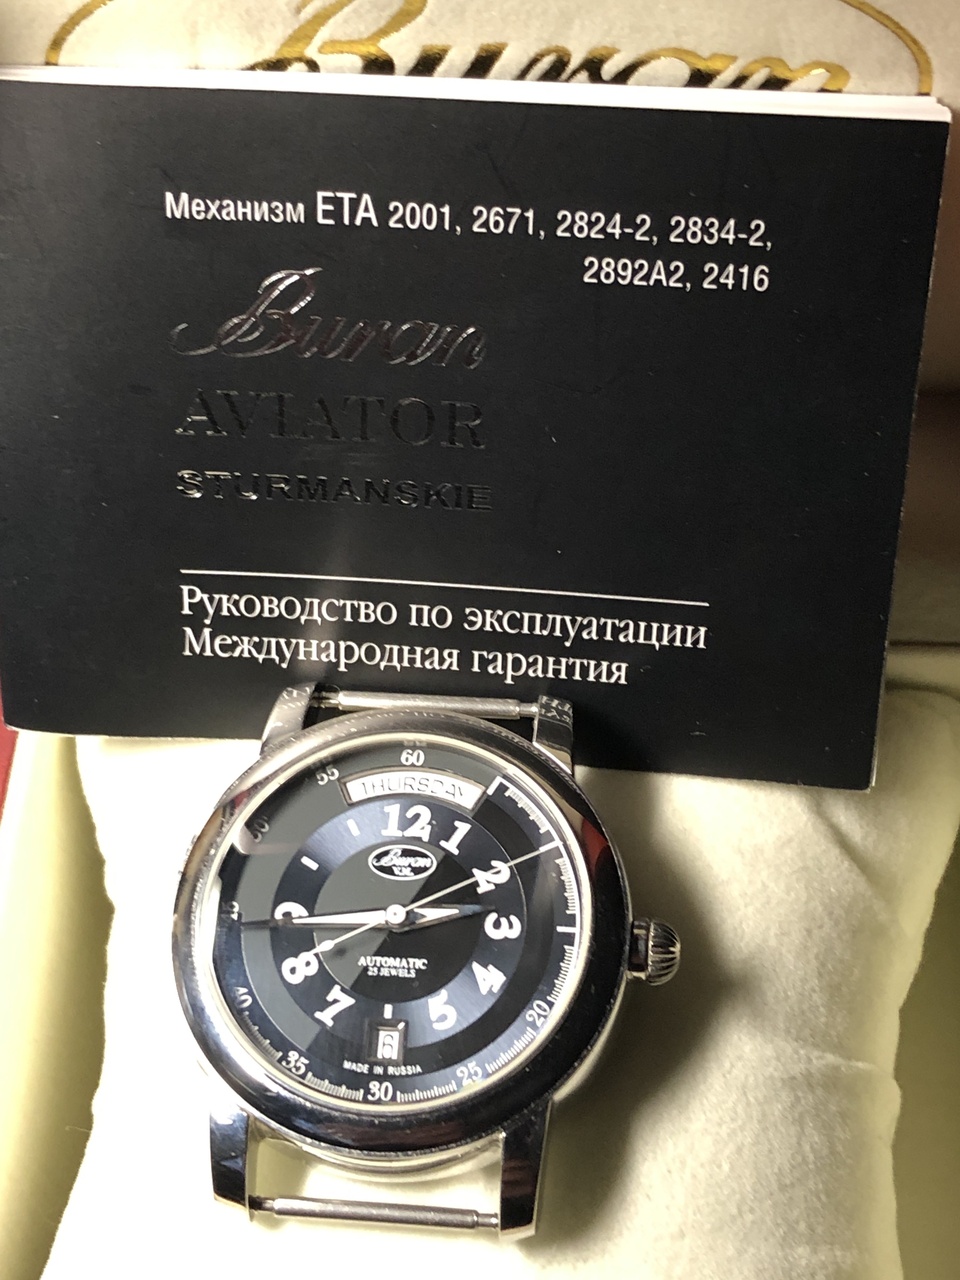 Buran
Механизм ETA 2001, 2671, 2824-2, 2834-2,
2892A2, 2416
Buran
AVIATOR
STURMANSKIE
Руководство по эксплуатации
Международная гарантия
60
55
THURSDAY
12
1
2
3
4
5
7
8
Buran
V.M.
AUTOMATIC
25 JEWELS
6
MADE IN RUSSIA
20
25
30
35
40